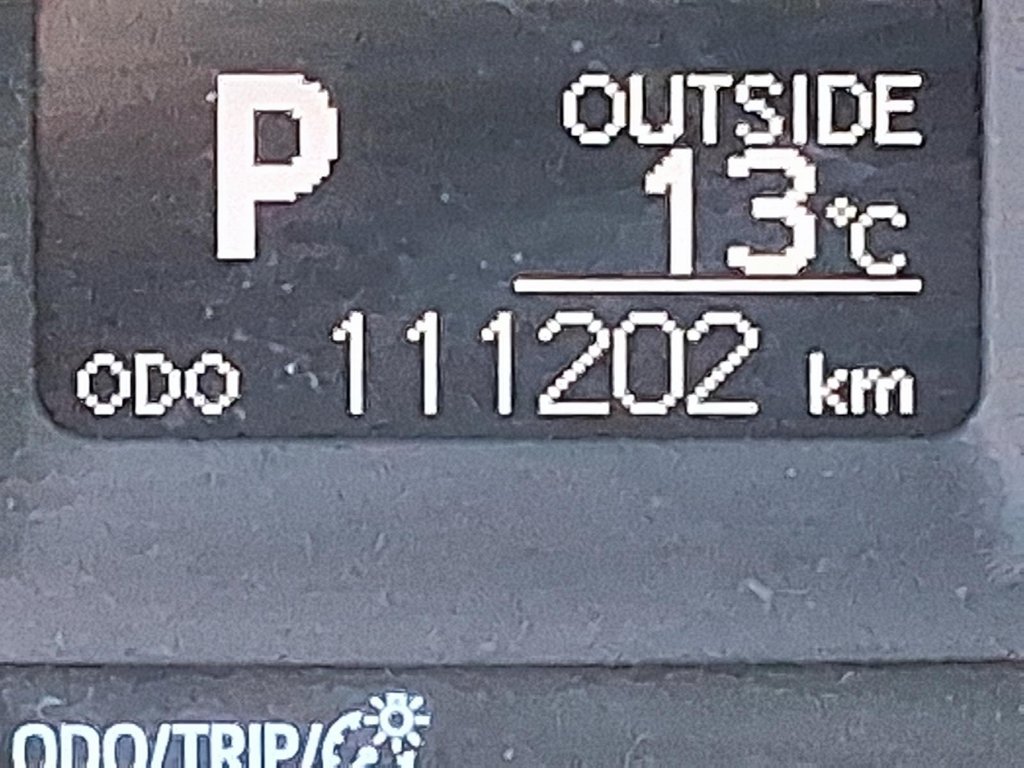 P
OUTSIDE
13°C
ODO 111202 km
ODO/TRIP/